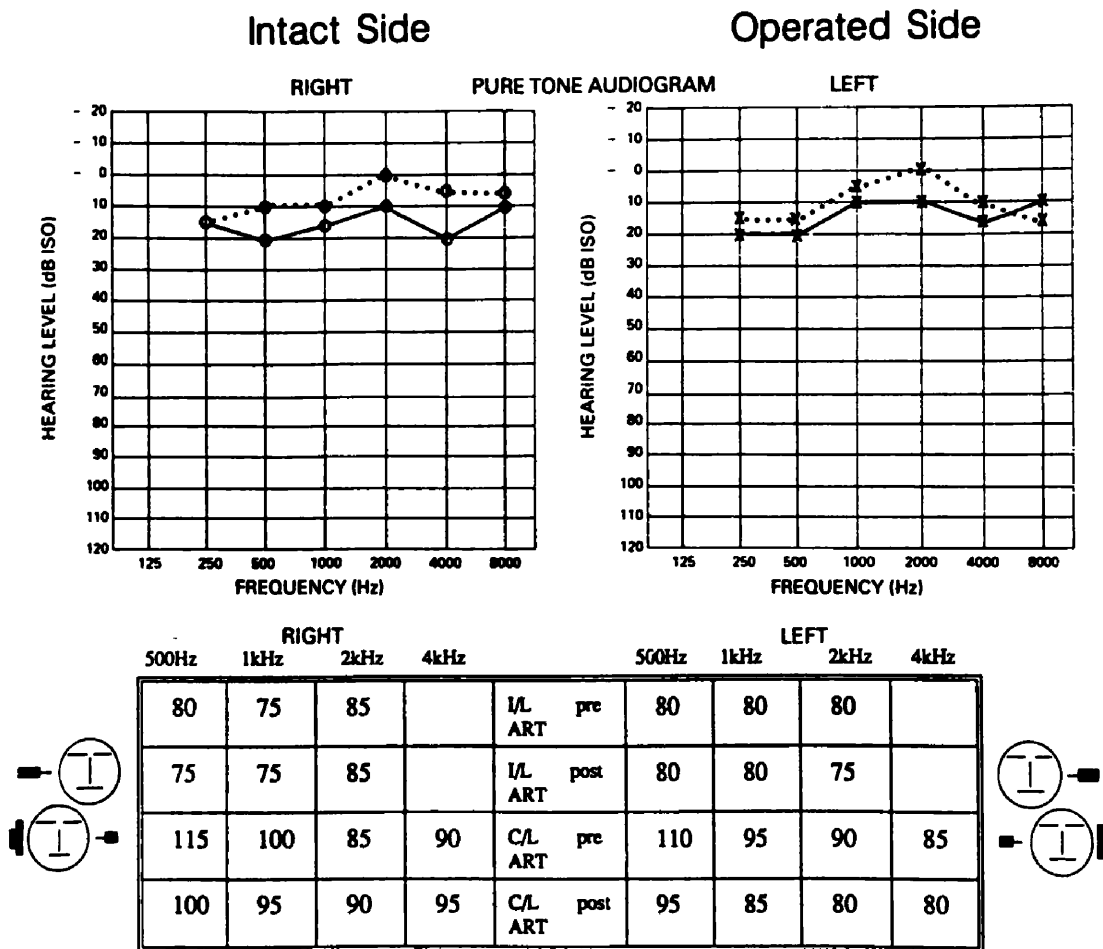 Intact Side Operated Side
RIGHT PURE TONE AUDIOGRAM LEFT
HEARING LEVEL (dB ISO)
- 20
- 10
- 0
10
20
30
40
50
60
70
80
90
100
110
120
125 250 500 1000 2000 4000 8000
FREQUENCY (Hz)
HEARING LEVEL (dB ISO)
- 20
- 10
- 0
10
20
30
40
50
60
70
80
90
100
110
120
125 250 500 1000 2000 4000 8000
FREQUENCY (Hz)
RIGHT LEFT
500Hz 1kHz 2kHz 4kHz 500Hz 1kHz 2kHz 4kHz
80 75 85 I/L pre 80 80 80
ART
75 75 85 I/L post 80 80 75
ART
115 100 85 90 C/L pre 110 95 90 85
ART
100 95 90 95 C/L post 95 85 80 80
ART